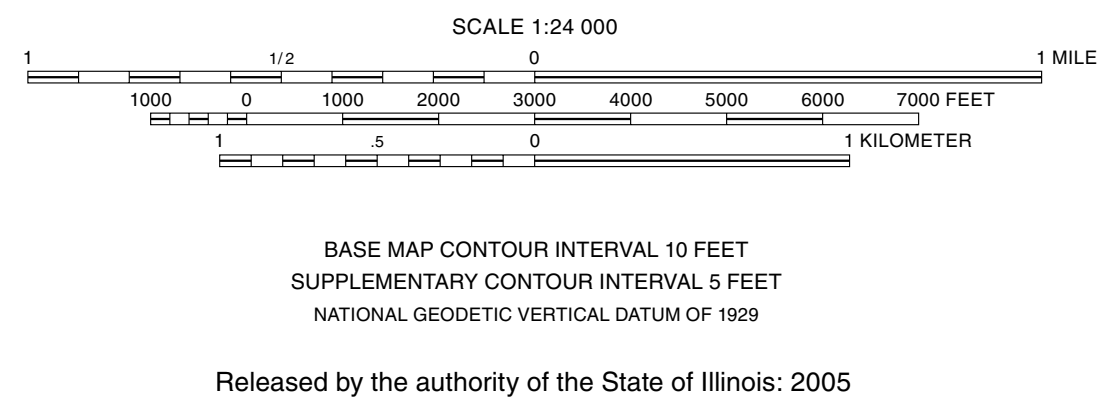 SCALE 1:24 000
1 1/2 0 1 MILE
1000 0 1000 2000 3000 4000 5000 6000 7000 FEET
1 .5 0 1 KILOMETER
BASE MAP CONTOUR INTERVAL 10 FEET
SUPPLEMENTARY CONTOUR INTERVAL 5 FEET
NATIONAL GEODETIC VERTICAL DATUM OF 1929
Released by the authority of the State of Illinois: 2005